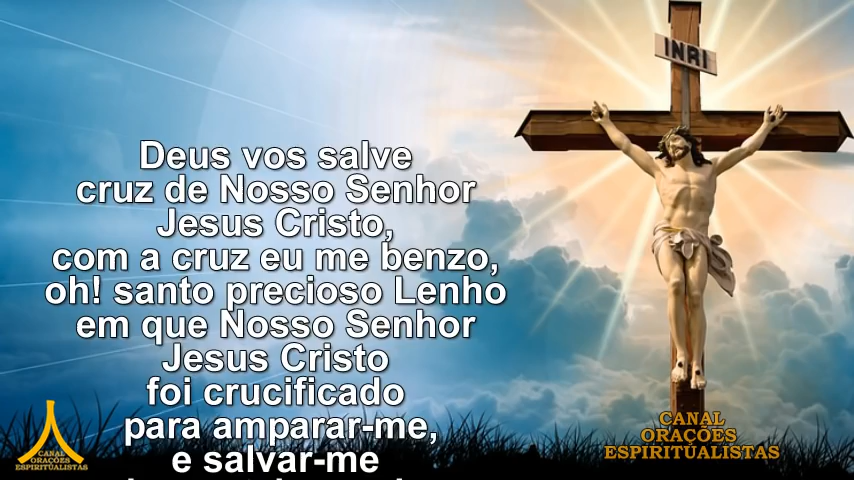 INRI
Deus vos salve
cruz de Nosso Senhor
Jesus Cristo,
com a cruz eu me benzo,
oh! santo precioso Lenho
em que Nosso Senhor
Jesus Cristo
foi crucificado
para amparar-me,
e salvar-me
CANAL
ORAÇÕES
ESPIRITUALISTAS
CANAL
ORAÇÕES
ESPIRITUALISTAS